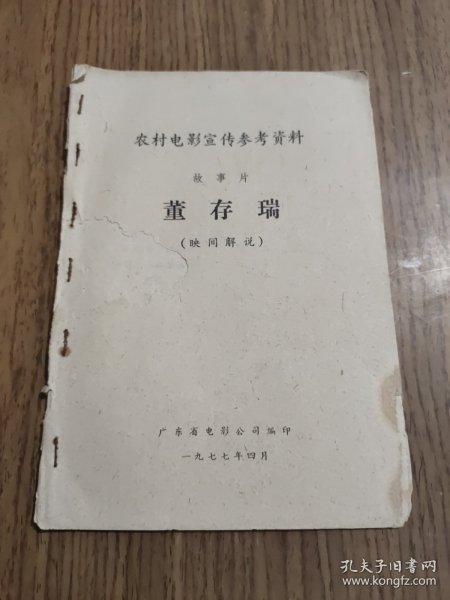 农村电影宣传参考資料
故事片
董存瑞
(映间解说)
广东省电影公司编印
一九七七年四月
孔夫子旧书网
www.kongfz.com